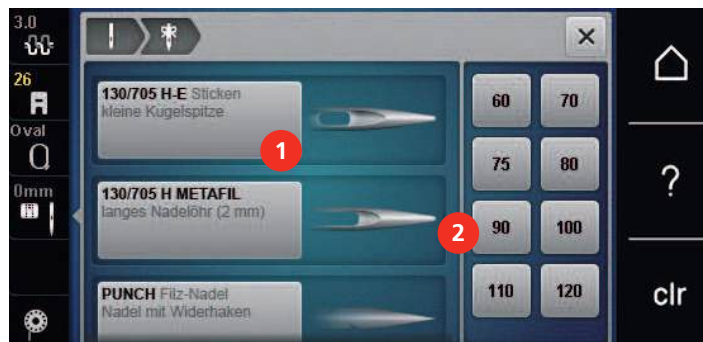 3.0
26
Oval
0mm
130/705 H-E Sticken
kleine Kugelspitze
1
130/705 H METAFIL
langes Nadelöhr (2 mm)
2
PUNCH Filz-Nadel
Nadel mit Widerhaken
60 70
75 80
90 100
110 120
?
clr